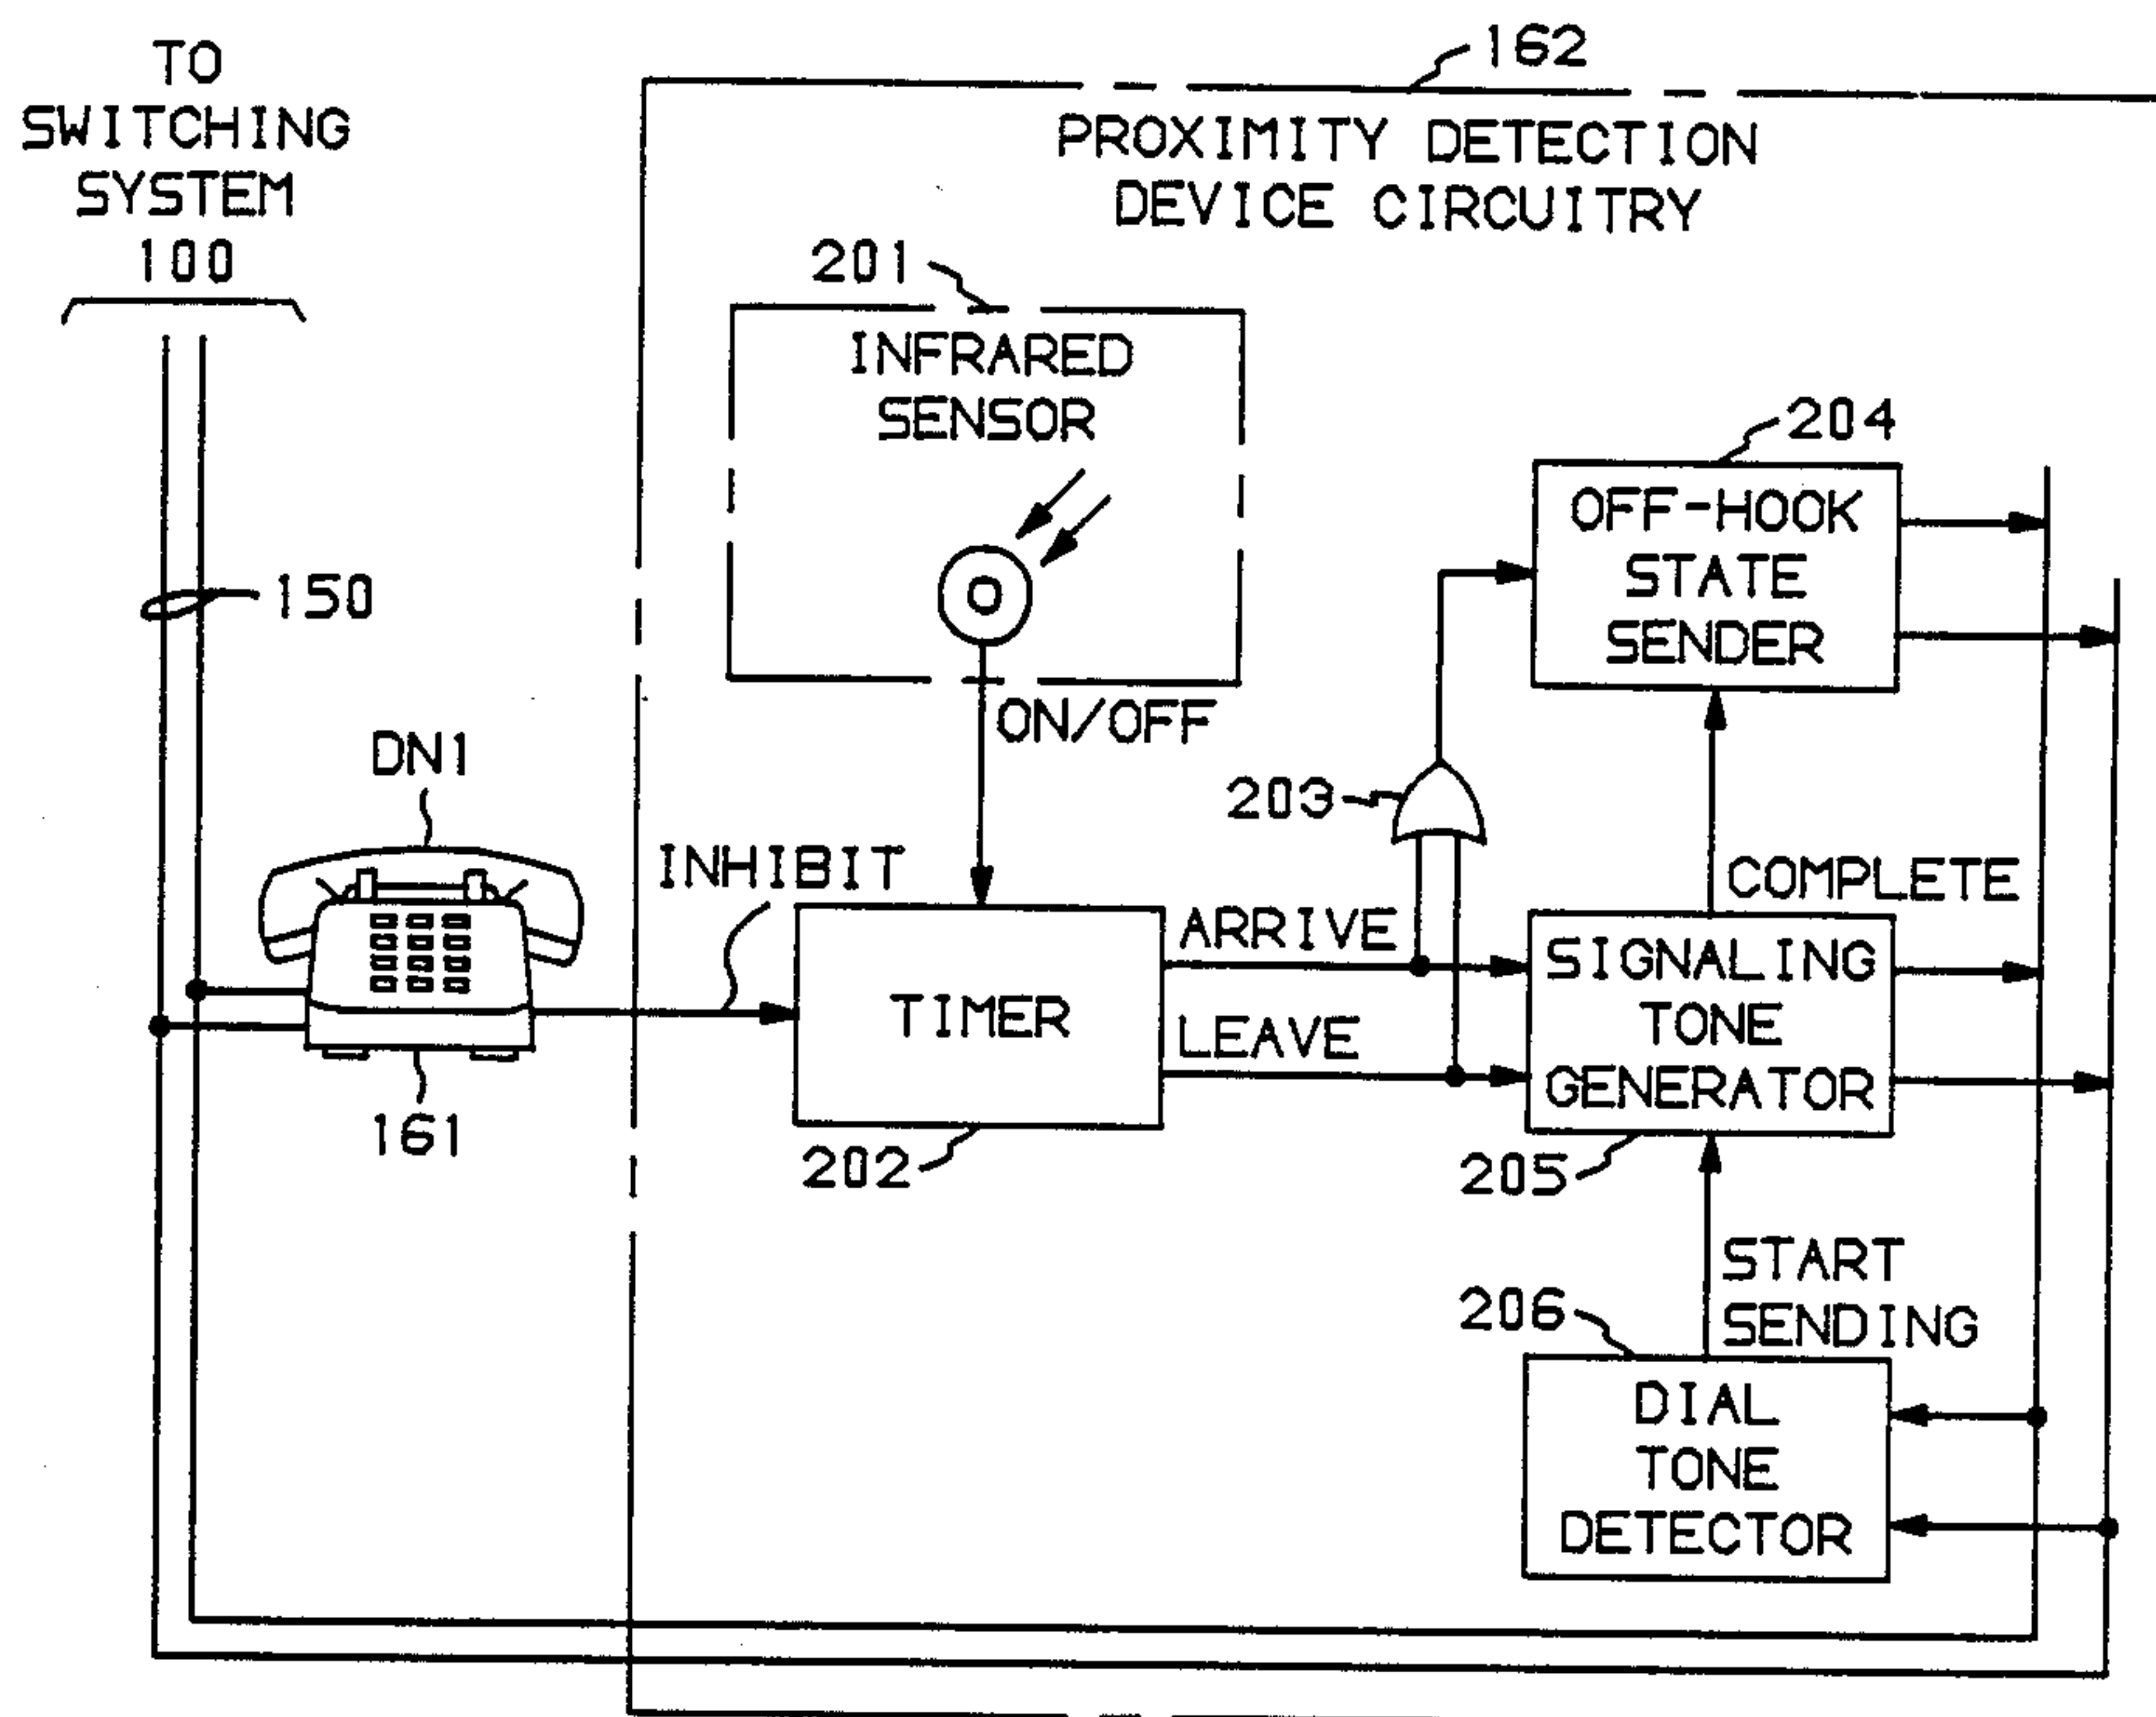 TO
SWITCHING
SYSTEM
100
162
PROXIMITY DETECTION
DEVICE CIRCUITRY
201
INFRARED
SENSOR
204
OFF-HOOK
STATE
SENDER
150
ON/OFF
DN1
203
INHIBIT
COMPLETE
ARRIVE
TIMER
LEAVE
SIGNALING
TONE
GENERATOR
161
202
205
START
SENDING
206
DIAL
TONE
DETECTOR